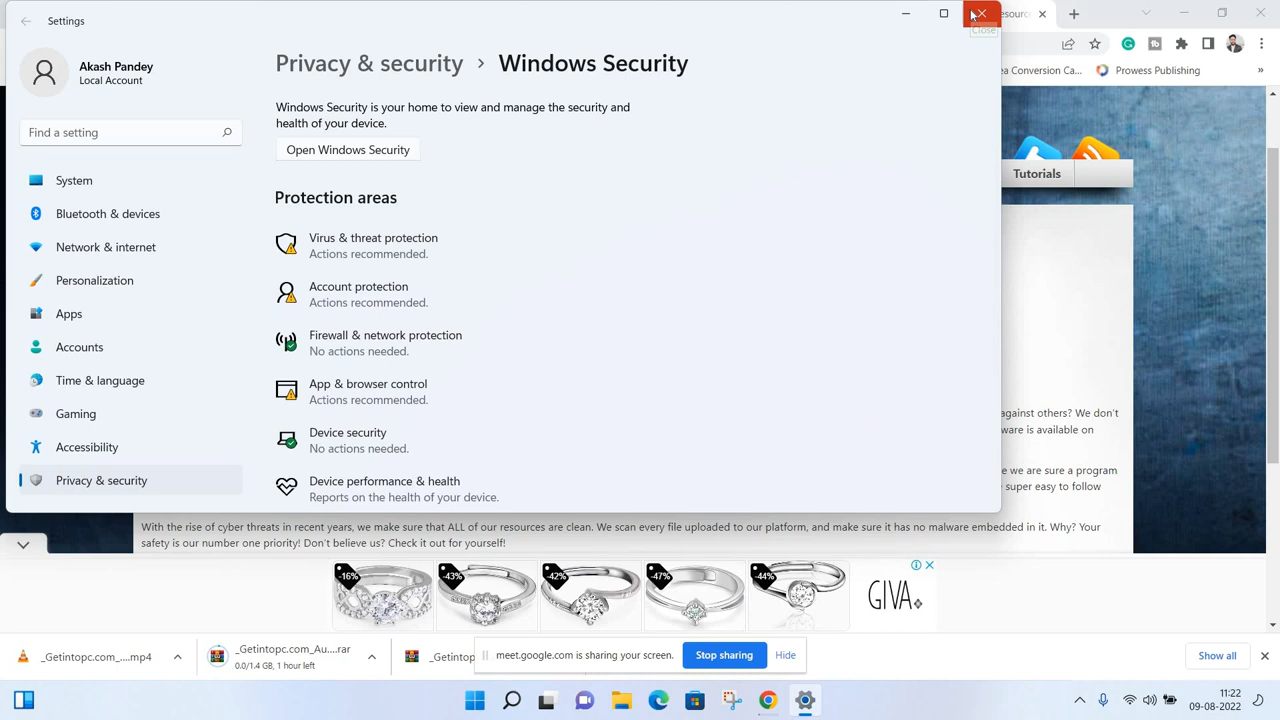 Settings
Akash Pandey
Local Account
Find a setting
System
Bluetooth & devices
Network & internet
Personalization
Apps
Accounts
Time & language
Gaming
Accessibility
Privacy & security
Privacy & security > Windows Security
Windows Security is your home to view and manage the security and
health of your device.
Open Windows Security
Protection areas
Virus & threat protection
Actions recommended.
Account protection
Actions recommended.
Firewall & network protection
No actions needed.
App & browser control
Actions recommended.
Device security
No actions needed.
Device performance & health
Reports on the health of your device.
Close
Prowess Publishing
»
Tutorials
against others? We don't
ware is available on
e we are sure a program
super easy to follow
With the rise of cyber threats in recent years, we make sure that ALL of our resources are clean. We scan every file uploaded to our platform, and make sure it has no malware embedded in it. Why? Your
safety is our number one priority! Don't believe us? Check it out for yourself!
-16%
-43%
-42%
-47%
-44%
GIVA
_Getintopc.com_....mp4
_Getintopc.com_Au....rar
0.0/1.4 GB, 1 hour left
_Getintop
meet.google.com is sharing your screen.
Stop sharing
Hide
Show all
11:22
09-08-2022